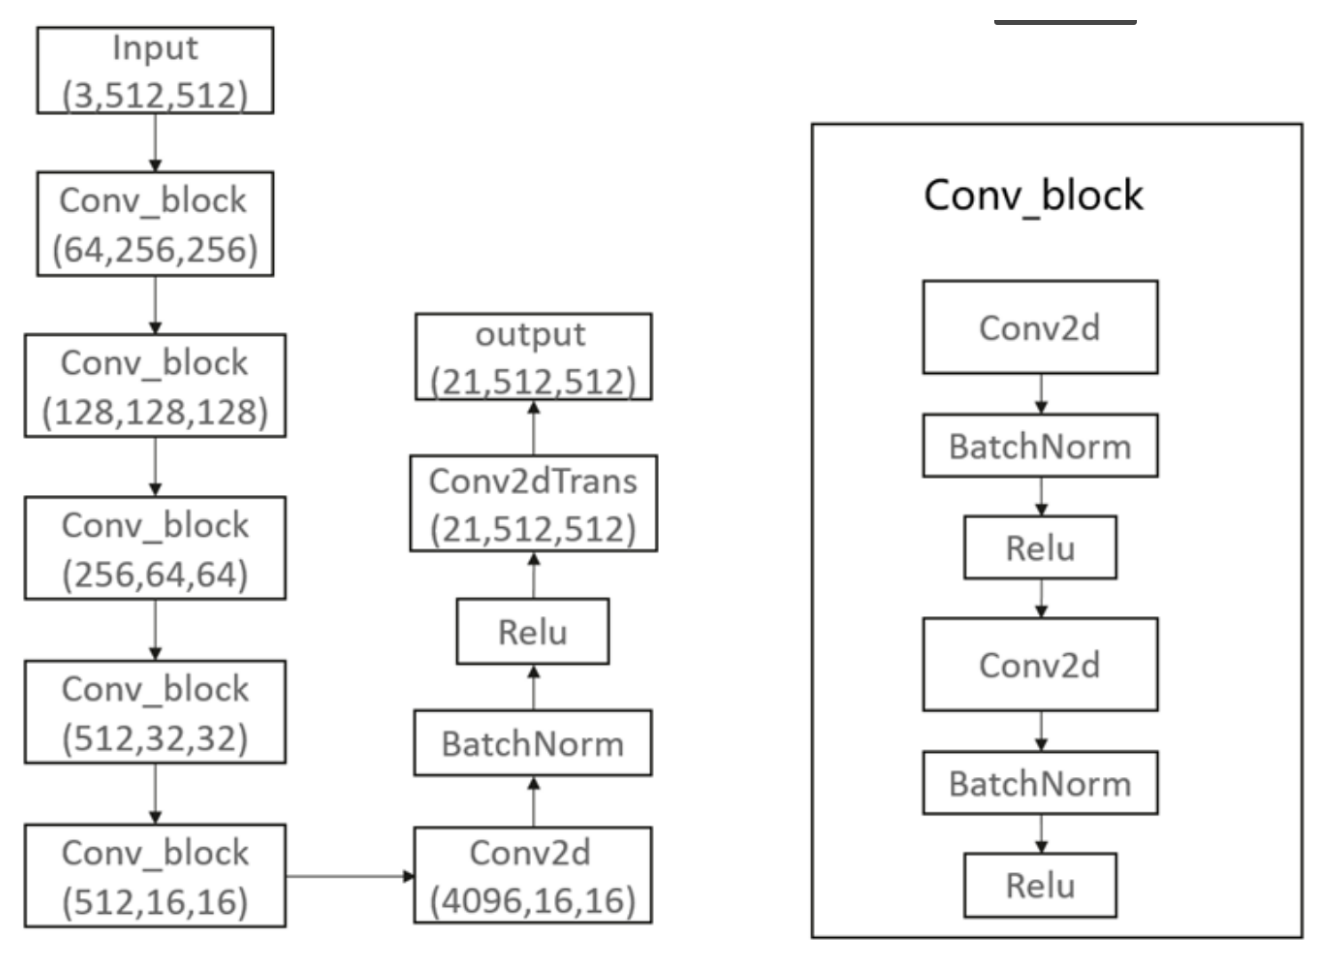 Input
(3,512,512)
Conv_block
(64,256,256)
Conv_block
(128,128,128)
Conv_block
(256,64,64)
Conv_block
(512,32,32)
Conv_block
(512,16,16)
output
(21,512,512)
Conv2dTrans
(21,512,512)
Relu
BatchNorm
Conv2d
(4096,16,16)
Conv_block
Conv2d
BatchNorm
Relu
Conv2d
BatchNorm
Relu